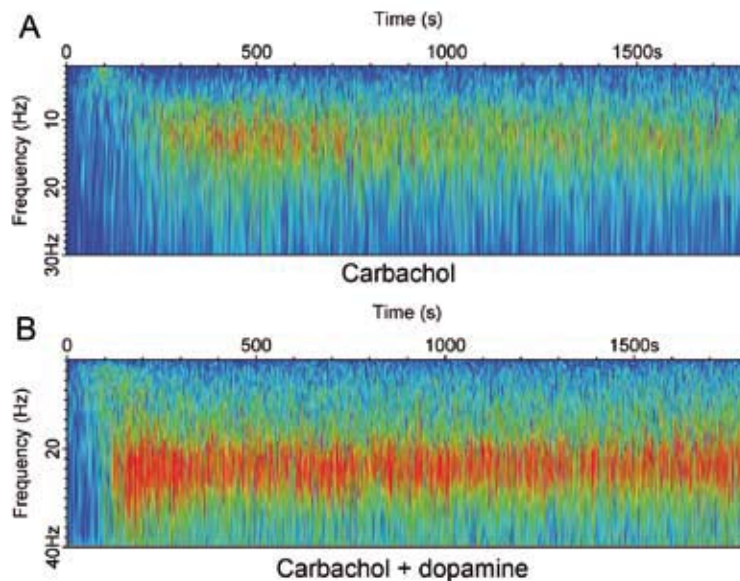 A
Time (s)
0 500 1000 1500s
Frequency (Hz)
10
20
30Hz
Carbachol
B
Time (s)
0 500 1000 1500s
Frequency (Hz)
20
40Hz
Carbachol + dopamine